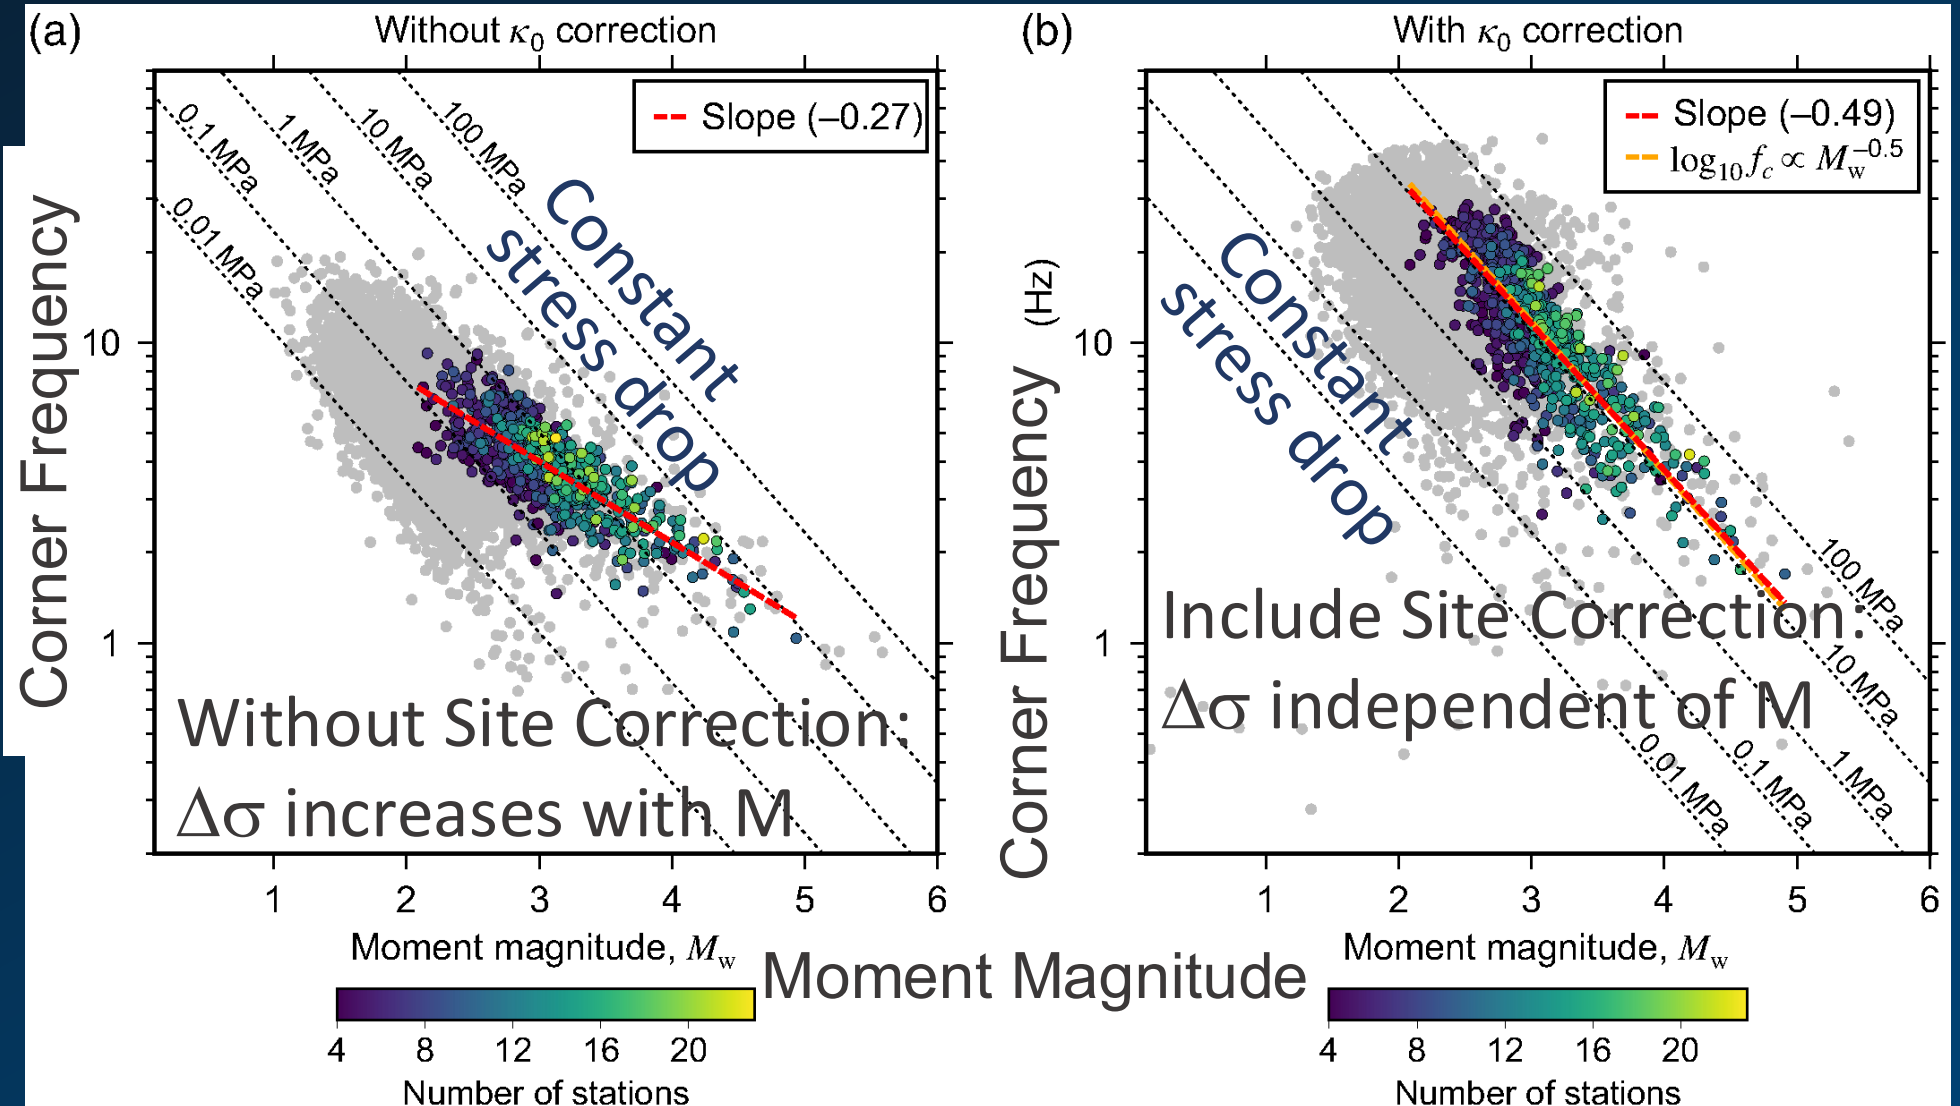 (a)
Without κ₀ correction
Slope (–0.27)
0.1 MPa
1 MPa
10 MPa
100 MPa
0.01 MPa
Constant
stress drop
Corner Frequency
10
1
Without Site Correction:
Δσ increases with M
1 2 3 4 5 6
Moment magnitude, M_w
4 8 12 16 20
Number of stations
(b)
With κ₀ correction
Slope (–0.49)
log₁₀ f_c ∝ M_w^–0.5
Constant
stress drop
Corner Frequency
(Hz)
10
1
100 MPa
10 MPa
1 MPa
0.1 MPa
0.01 MPa
Include Site Correction:
Δσ independent of M
1 2 3 4 5 6
Moment magnitude, M_w
Moment Magnitude
4 8 12 16 20
Number of stations